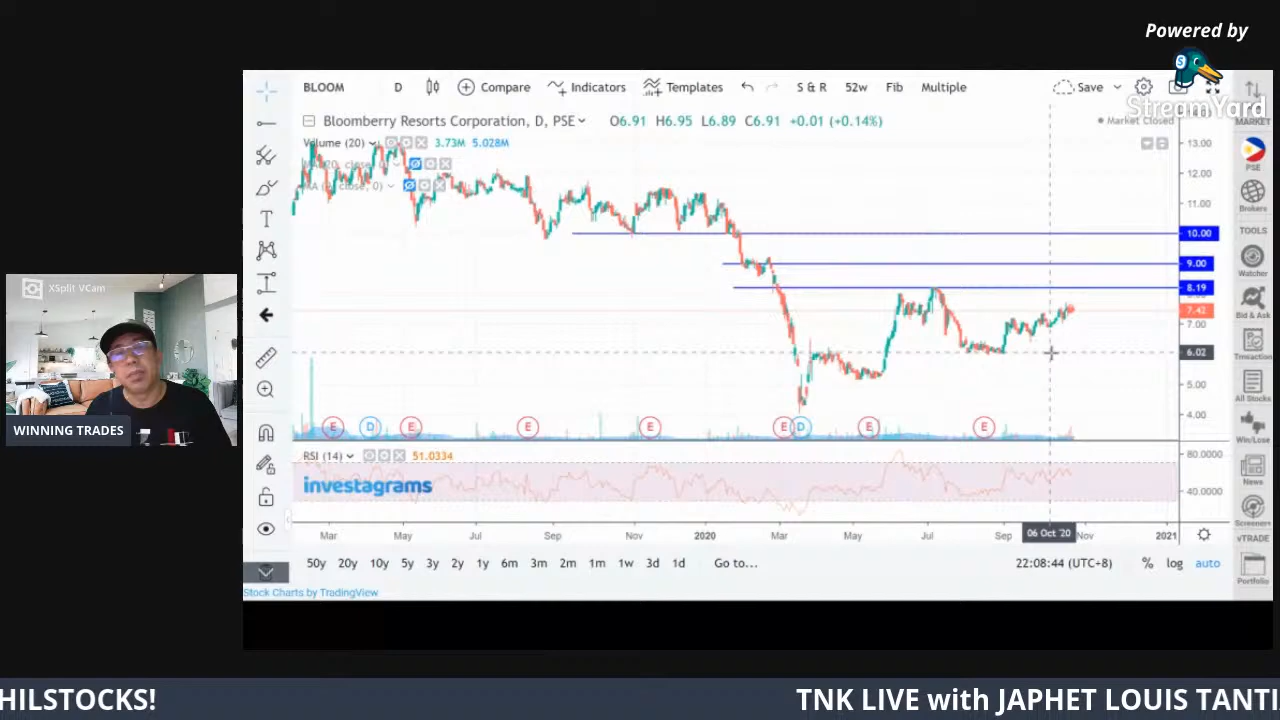 Powered by
StreamYard
BLOOM D Compare Indicators Templates S & R 52w Fib Multiple Save
Bloomberry Resorts Corporation, D, PSE O6.91 H6.95 L6.89 C6.91 +0.01 (+0.14%)
Market Closed
MARKET
Volume (20) 3.73M 5.028M
13.00
12.00
11.00
10.00
9.00
8.19
7.42
7.00
6.02
5.00
4.00
PSE
Brokers
TOOLS
Watcher
Bid & Ask
Trnsaction
All Stocks
Win/Lose
News
Screeners
vTRADE
Portfolio
XSplit VCam
WINNING TRADES
E D E E E E D E E
RSI (14) 51.0334
80.0000
40.0000
investagrams
Mar May Jul Sep Nov 2020 Mar May Jul Sep 06 Oct '20 Nov 2021
50y 20y 10y 5y 3y 2y 1y 6m 3m 2m 1m 1w 3d 1d Go to... 22:08:44 (UTC+8) % log auto
Stock Charts by TradingView
HILSTOCKS! TNK LIVE with JAPHET LOUIS TANTI